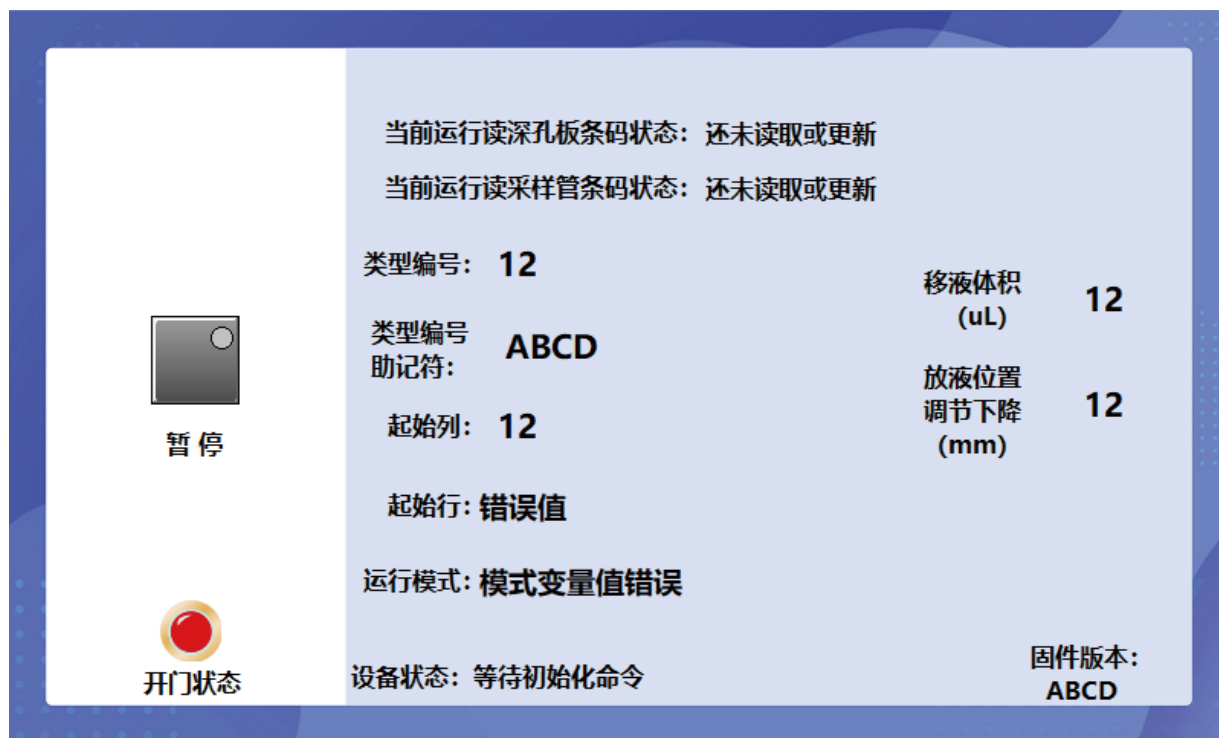 当前运行读深孔板条码状态：还未读取或更新
当前运行读采样管条码状态：还未读取或更新
类型编号：12
移液体积
（uL）
12
类型编号
助记符：
ABCD
放液位置
调节下降
（mm）
12
起始列：12
暂 停
起始行：错误值
运行模式：模式变量值错误
开门状态
设备状态：等待初始化命令
固件版本：
ABCD